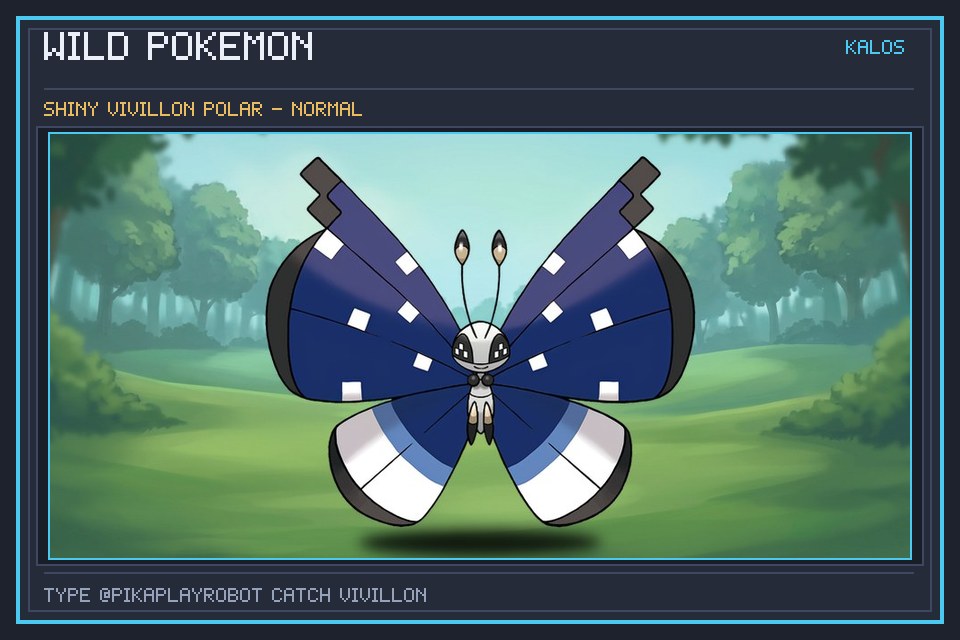 WILD POKEMON
KALOS
SHINY VIVILLON POLAR - NORMAL
TYPE @PIKAPLAYROBOT CATCH VIVILLON